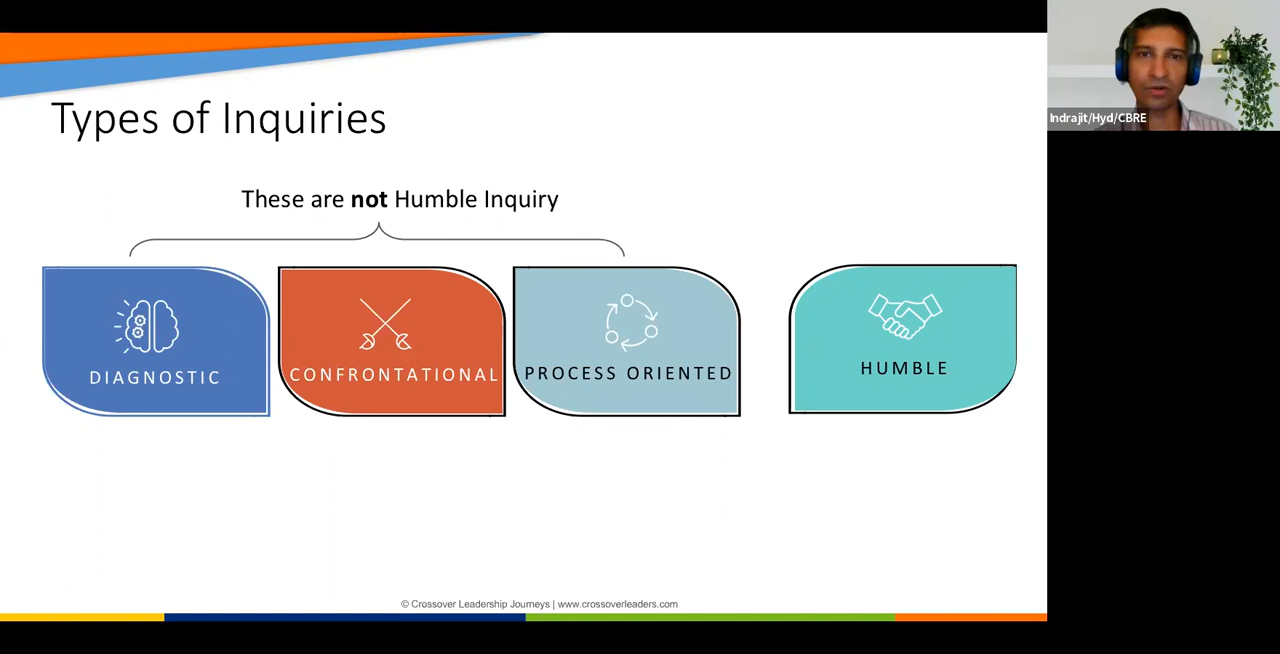 Types of Inquiries
These are not Humble Inquiry
DIAGNOSTIC
CONFRONTATIONAL
PROCESS ORIENTED
HUMBLE
© Crossover Leadership Journeys | www.crossoverleaders.com
Indrajit/Hyd/CBRE